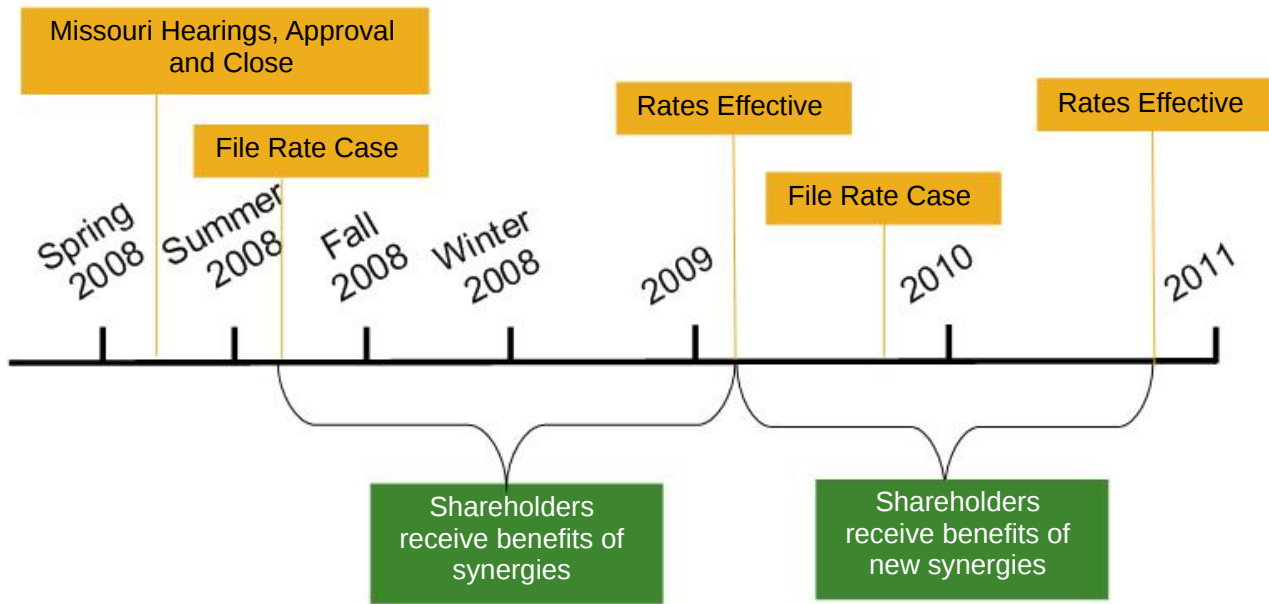 Missouri Hearings, Approval
and Close
Rates Effective
Rates Effective
File Rate Case
File Rate Case
Spring
2008
Summer
2008
Fall
2008
Winter
2008
2009
2010
2011
Shareholders
receive benefits of
synergies
Shareholders
receive benefits of
new synergies